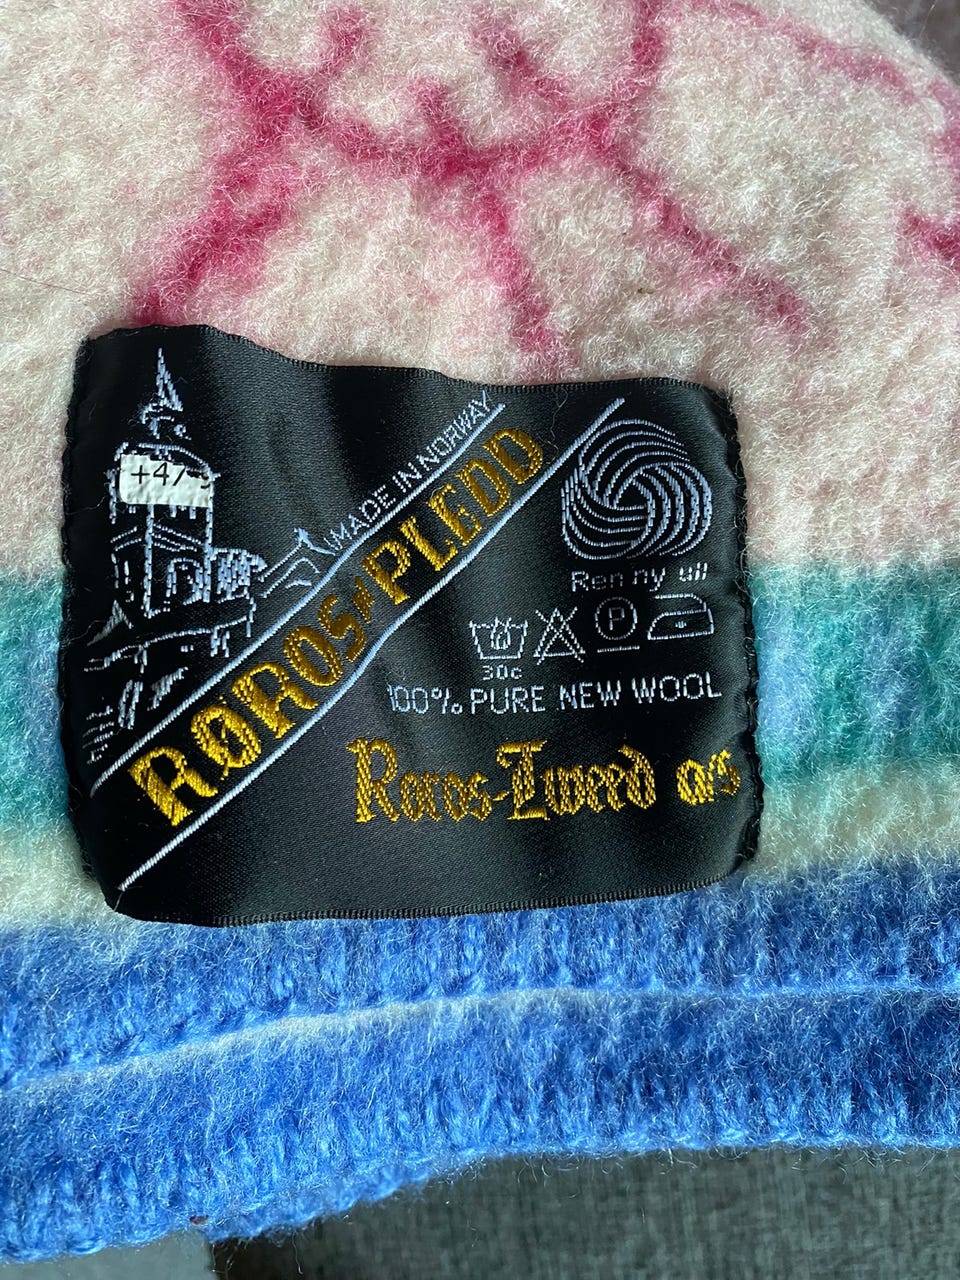 +47
MADE IN NORWAY
RØROS-PLEDD
Ren ny ull
P
30c
100% PURE NEW WOOL
Røros-Tweed a/s